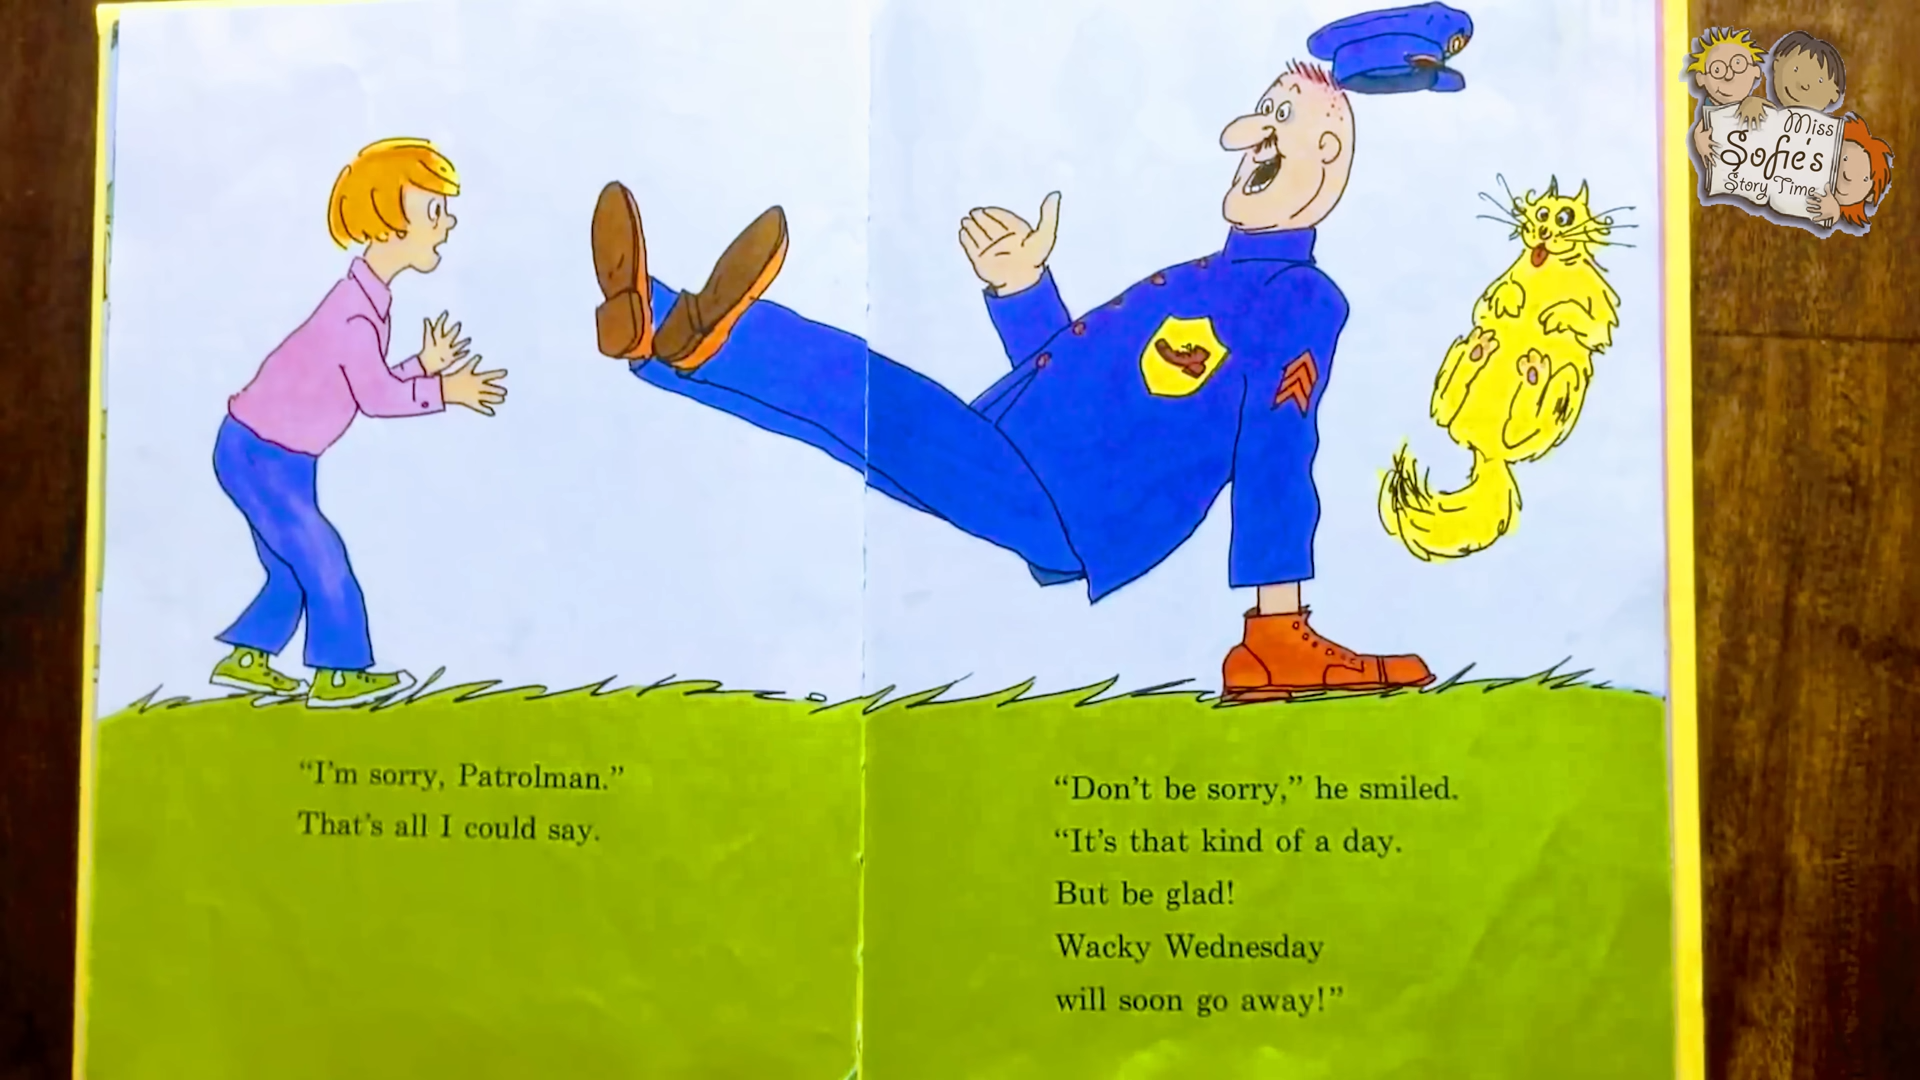 “I’m sorry, Patrolman.”
That’s all I could say.
“Don’t be sorry,” he smiled.
“It’s that kind of a day.
But be glad!
Wacky Wednesday
will soon go away!”
Miss
Sofie's
Story Time